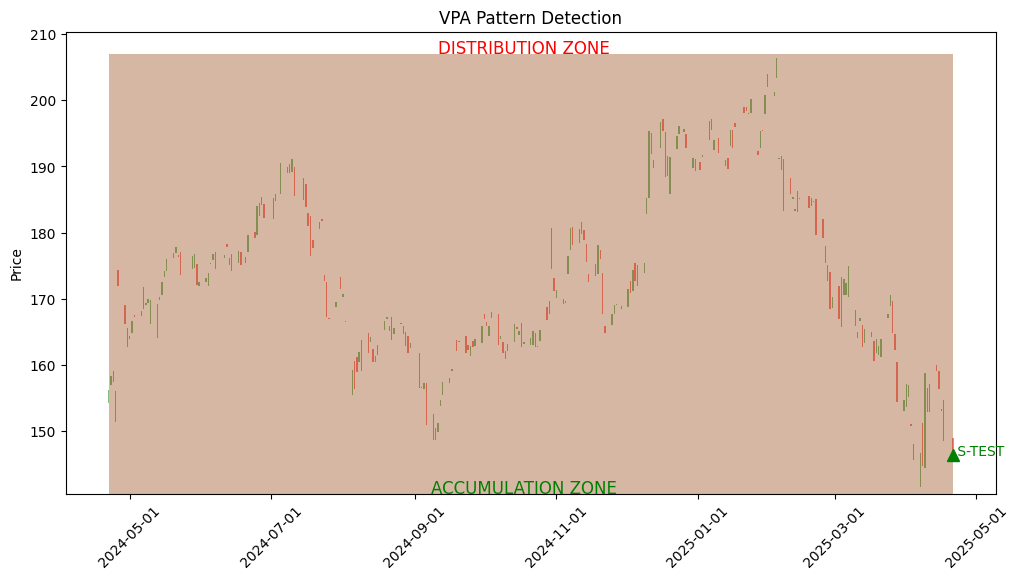 VPA Pattern Detection
210
DISTRIBUTION ZONE
200
190
180
Price
170
160
150
S-TEST
ACCUMULATION ZONE
2024-05-01
2024-07-01
2024-09-01
2024-11-01
2025-01-01
2025-03-01
2025-05-01